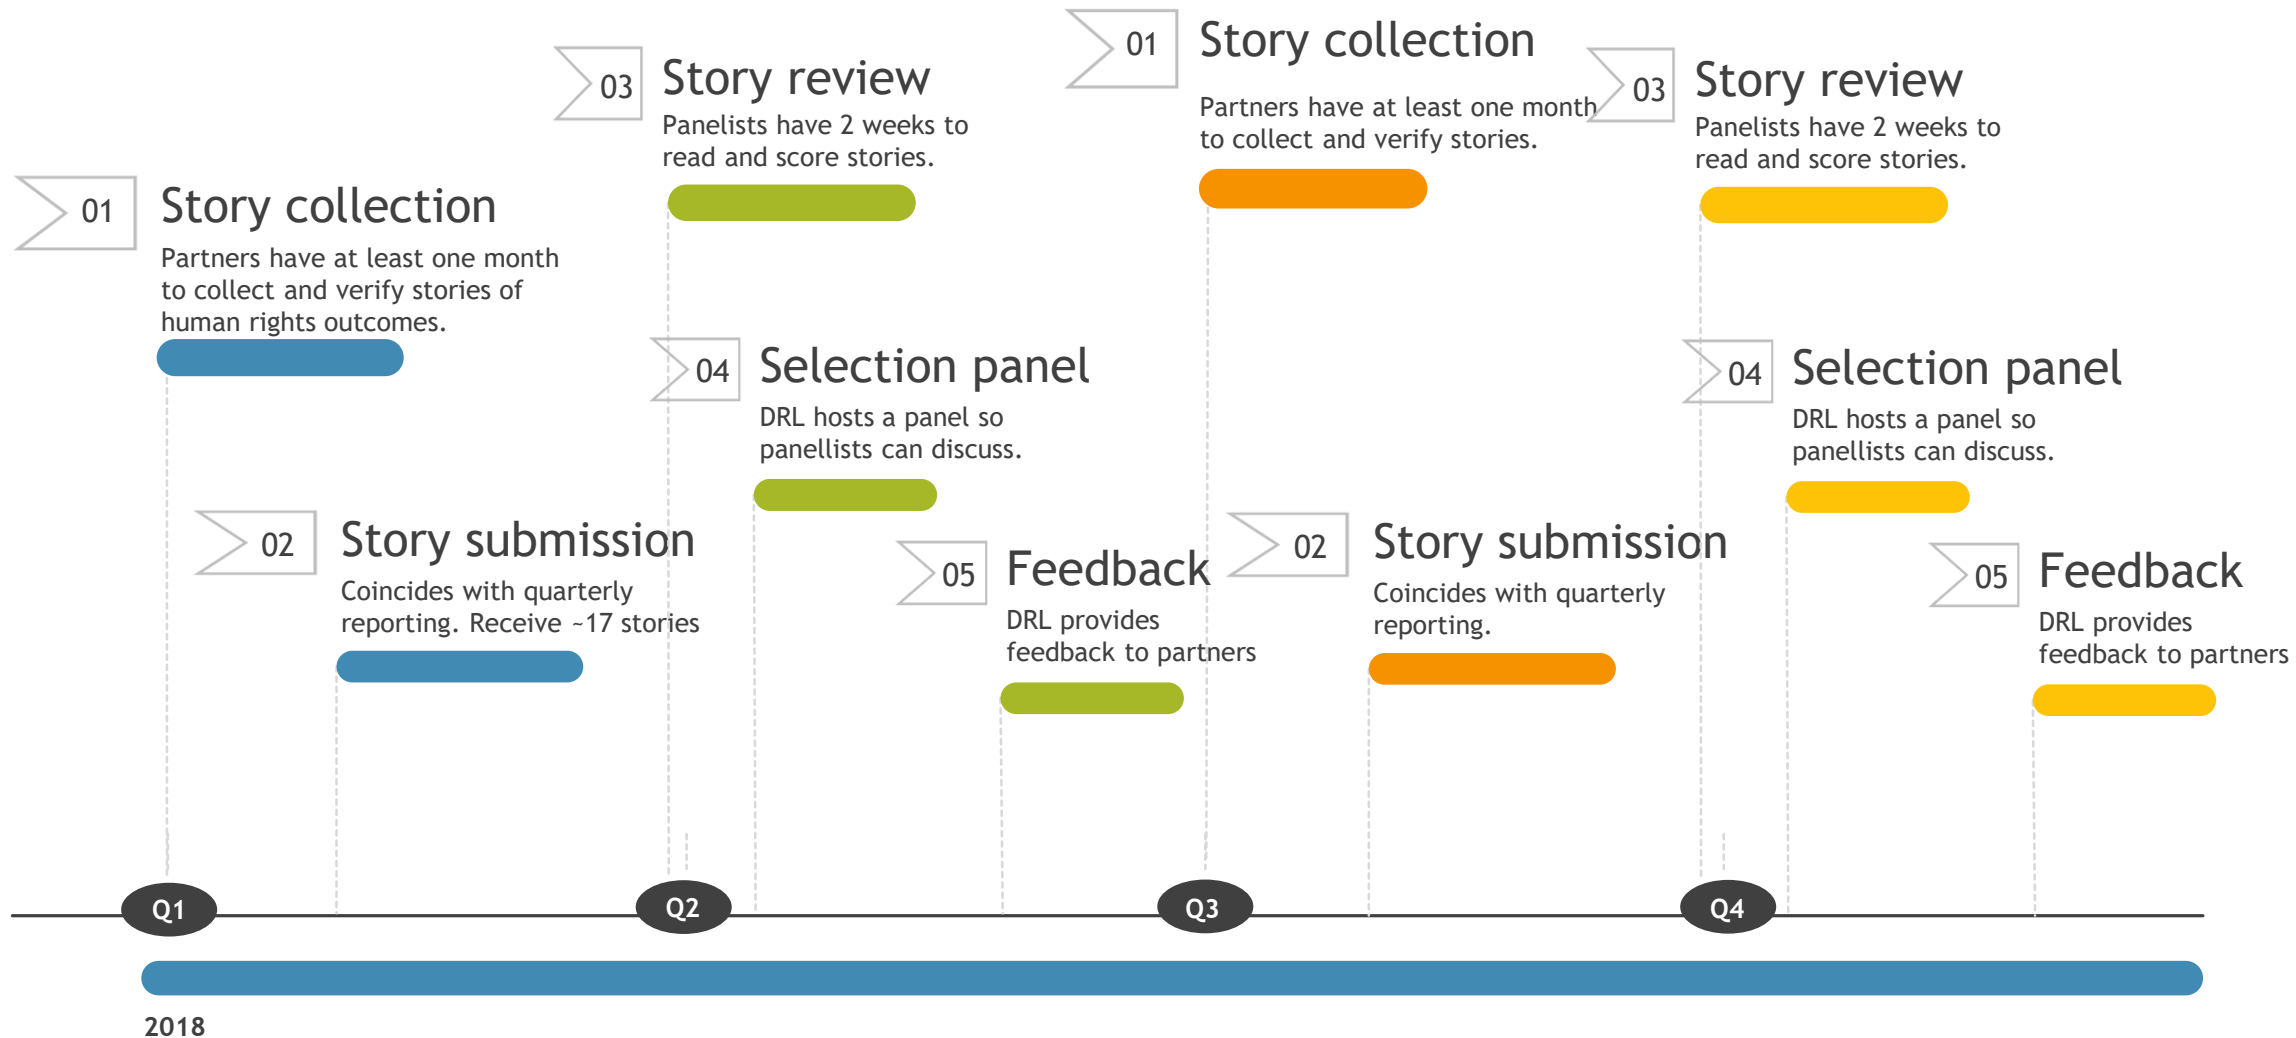 01
Story collection
Partners have at least one month
to collect and verify stories of
human rights outcomes.
02
Story submission
Coincides with quarterly
reporting. Receive ~17 stories
03
Story review
Panelists have 2 weeks to
read and score stories.
04
Selection panel
DRL hosts a panel so
panellists can discuss.
05
Feedback
DRL provides
feedback to partners
01
Story collection
Partners have at least one month
to collect and verify stories.
02
Story submission
Coincides with quarterly
reporting.
03
Story review
Panelists have 2 weeks to
read and score stories.
04
Selection panel
DRL hosts a panel so
panellists can discuss.
05
Feedback
DRL provides
feedback to partners
Q1
Q2
Q3
Q4
2018